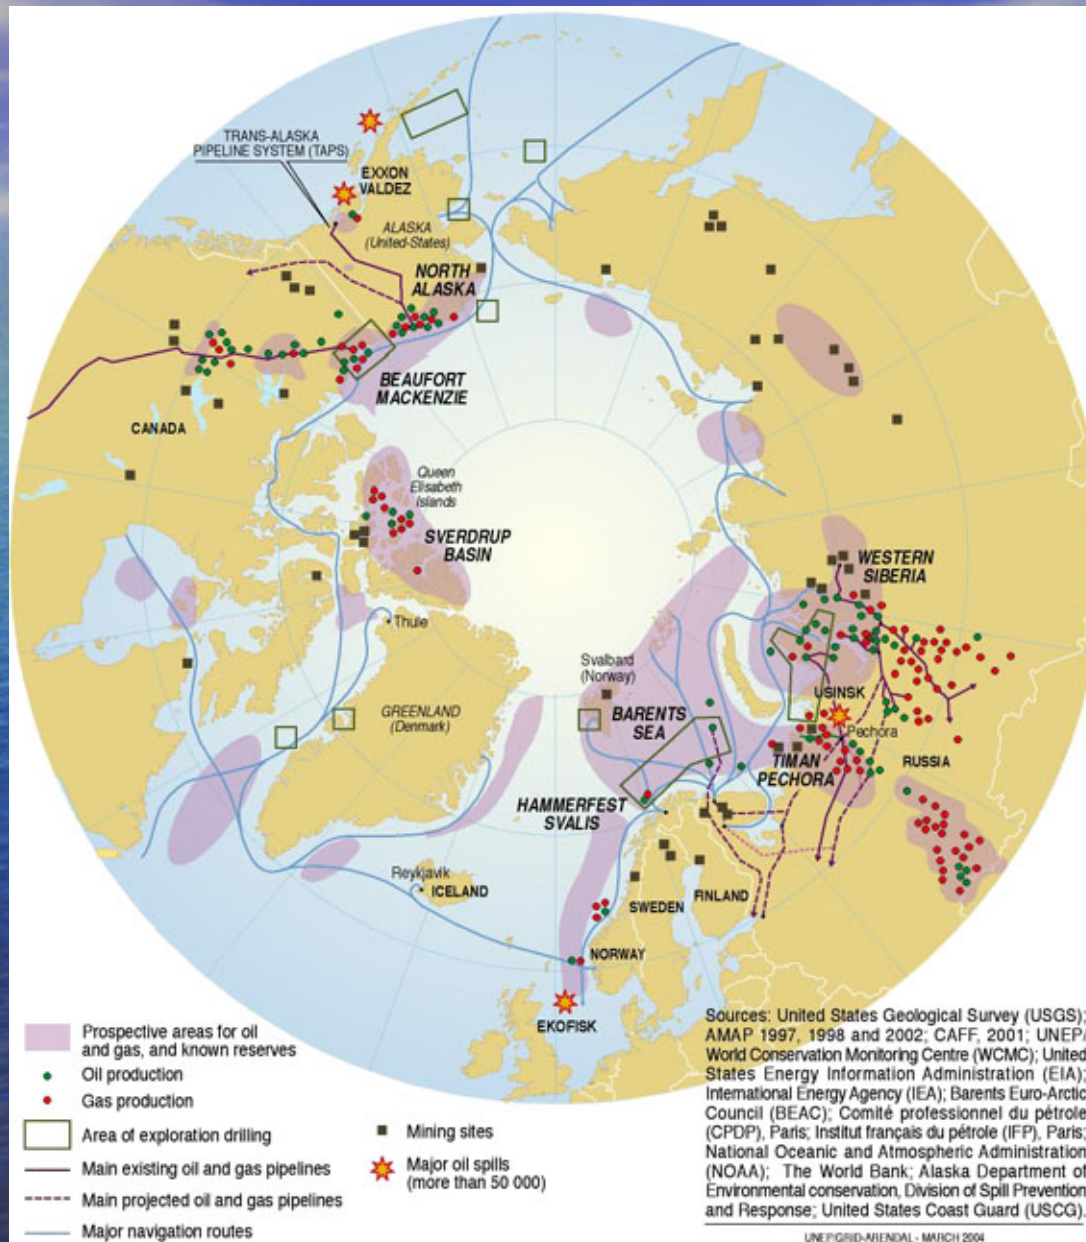 TRANS-ALASKA
PIPELINE SYSTEM (TAPS)
EXXON
VALDEZ
ALASKA
(United-States)
NORTH
ALASKA
BEAUFORT
MACKENZIE
CANADA
Queen
Elisabeth
Islands
SVERDRUP
BASIN
WESTERN
SIBERIA
Thule
Svalbard
(Norway)
USINSK
GREENLAND
(Denmark)
BARENTS
SEA
Pechora
TIMAN
PECHORA
RUSSIA
HAMMERFEST
SVALIS
Reykjavik
ICELAND
SWEDEN
FINLAND
NORWAY
EKOFISK
Prospective areas for oil
and gas, and known reserves
Oil production
Gas production
Area of exploration drilling
Main existing oil and gas pipelines
Main projected oil and gas pipelines
Major navigation routes
Mining sites
Major oil spills
(more than 50 000)
Sources: United States Geological Survey (USGS);
AMAP 1997, 1998 and 2002; CAFF, 2001; UNEP/
World Conservation Monitoring Centre (WCMC); United
States Energy Information Administration (EIA);
International Energy Agency (IEA); Barents Euro-Arctic
Council (BEAC); Comité professionnel du pétrole
(CPDP), Paris; Institut français du pétrole (IFP), Paris;
National Oceanic and Atmospheric Administration
(NOAA); The World Bank; Alaska Department of
Environmental conservation, Division of Spill Prevention
and Response; United States Coast Guard (USCG).
UNEP/GRID-ARENDAL - MARCH 2004